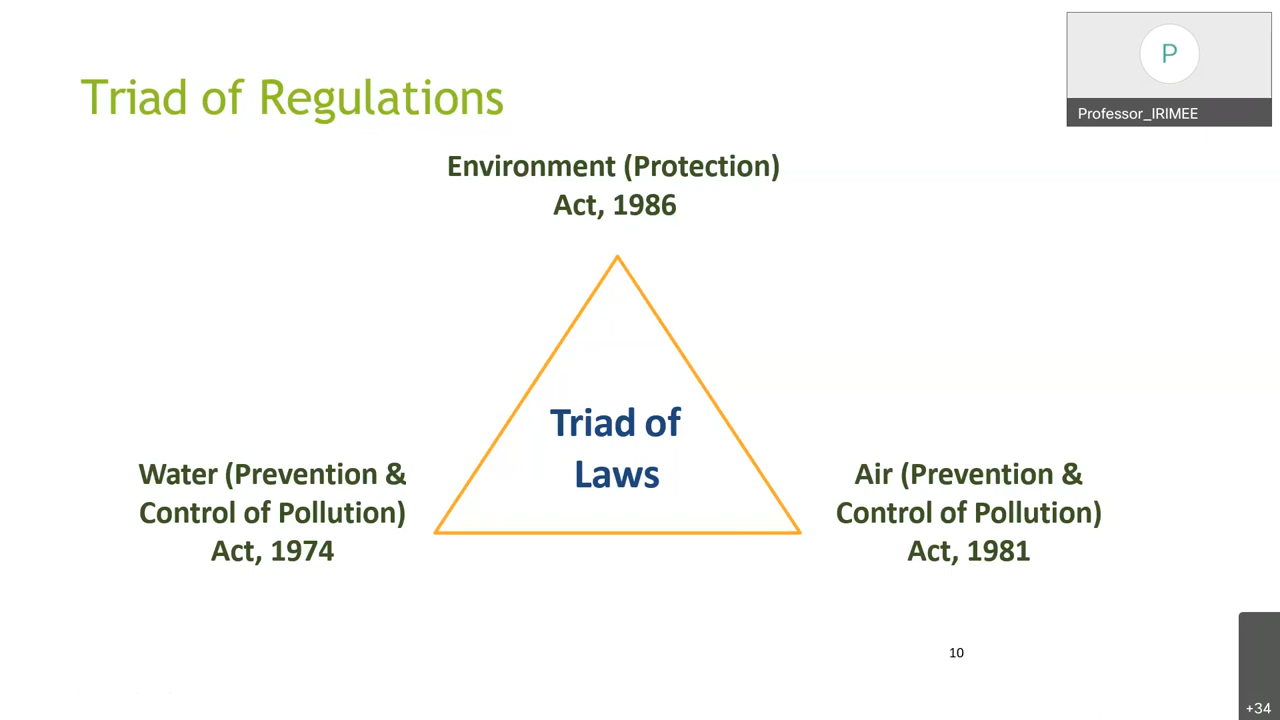 Triad of Regulations
P
Professor_IRIMEE
Environment (Protection)
Act, 1986
Triad of
Laws
Water (Prevention &
Control of Pollution)
Act, 1974
Air (Prevention &
Control of Pollution)
Act, 1981
10
+34